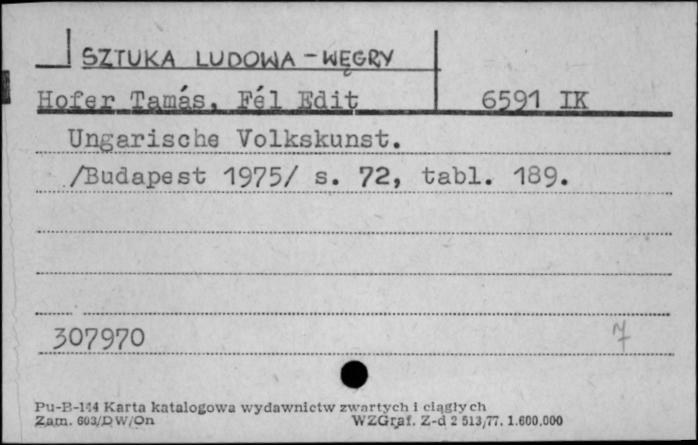 SZTUKA LUDOWA - WĘGRY
Hofer Tamás, Fél Edit 6591 IK
Ungarische Volkskunst.
/Budapest 1975/ s. 72, tabl. 189.
307970 7
Pu-B-144 Karta katalogowa wydawnictw zwartych i ciągłych
Zam. 603/DW/On WZGraf. Z-d 2 513/77. 1.600.000